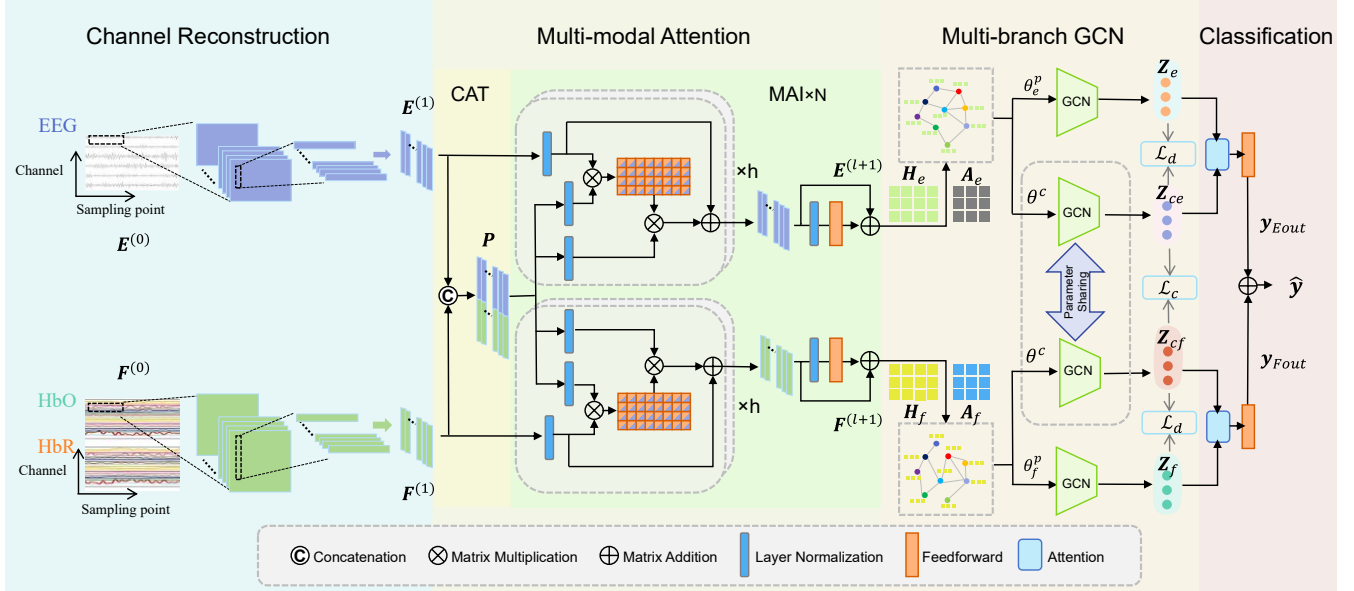 Channel Reconstruction
Multi-modal Attention
Multi-branch GCN
Classification
EEG
Channel
Sampling point
E^(0)
E^(1)
F^(0)
HbO
HbR
Channel
Sampling point
F^(1)
CAT
MAI×N
P
C
×h
×h
E^(l+1)
F^(l+1)
H_e
A_e
H_f
A_f
θ_e^p
GCN
θ^c
GCN
Parameter
Sharing
θ^c
GCN
θ_f^p
GCN
Z_e
ℒ_d
Z_ce
ℒ_c
Z_cf
ℒ_d
Z_f
y_Eout
ŷ
y_Fout
C Concatenation
Matrix Multiplication
Matrix Addition
Layer Normalization
Feedforward
Attention